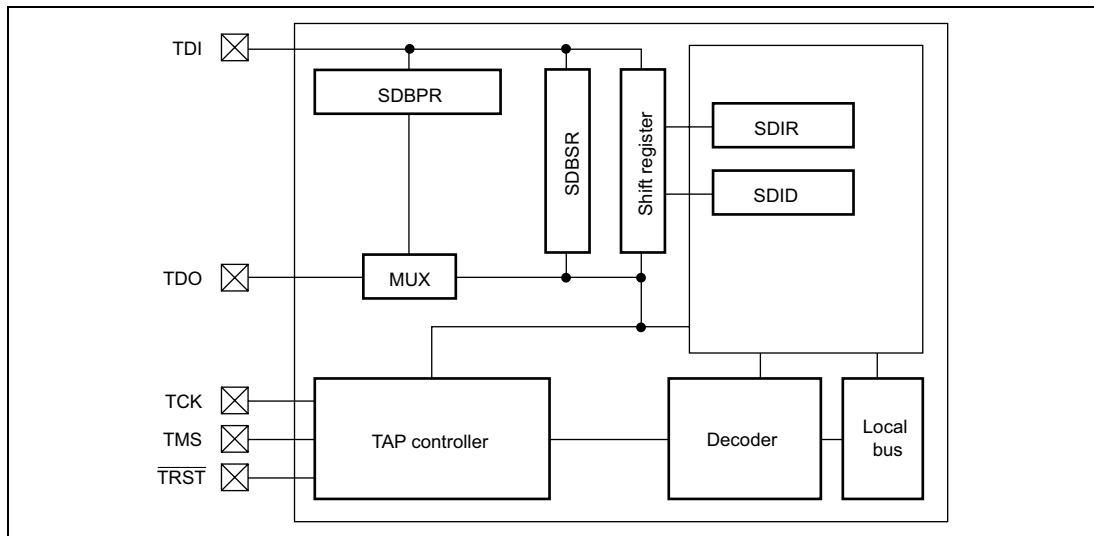 TDI
SDBPR
SDBSR
Shift register
SDIR
SDID
TDO
MUX
TCK
TMS
TRST
TAP controller
Decoder
Local
bus